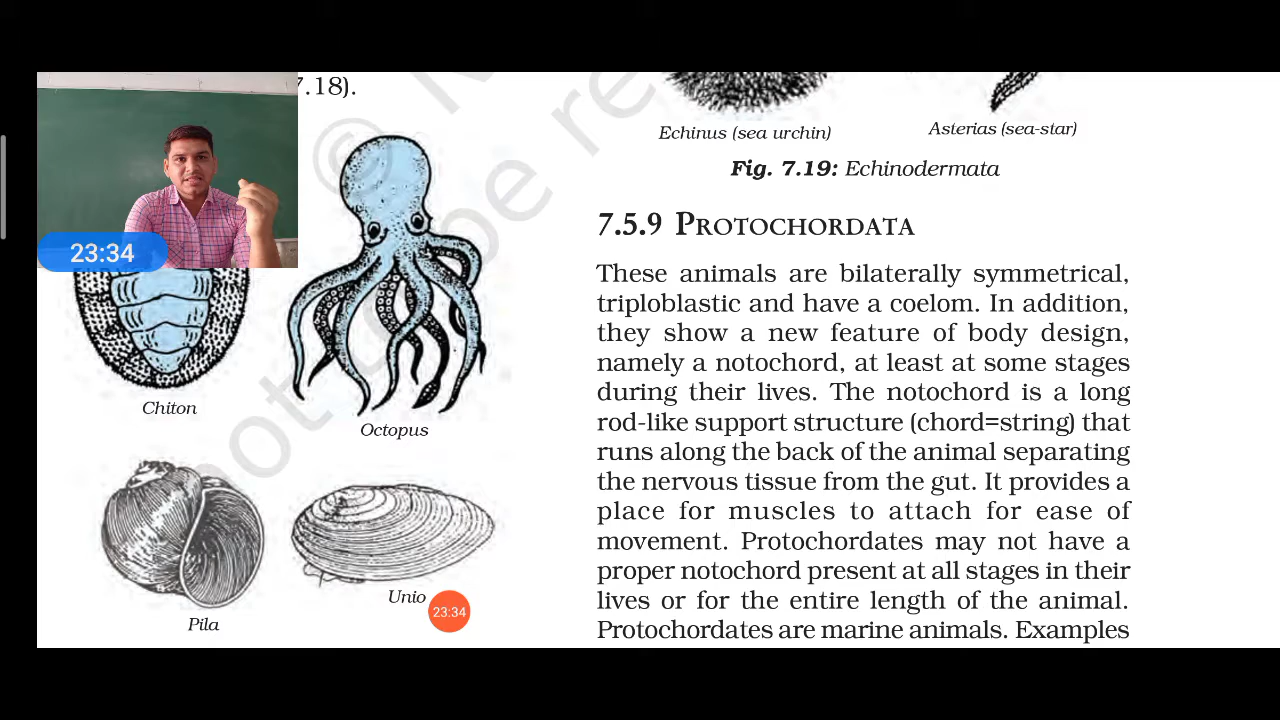 7.18).
23:34
Chiton
Octopus
Pila
Unio
23:34
Echinus (sea urchin)
Asterias (sea-star)
Fig. 7.19: Echinodermata
7.5.9 PROTOCHORDATA
These animals are bilaterally symmetrical,
triploblastic and have a coelom. In addition,
they show a new feature of body design,
namely a notochord, at least at some stages
during their lives. The notochord is a long
rod-like support structure (chord=string) that
runs along the back of the animal separating
the nervous tissue from the gut. It provides a
place for muscles to attach for ease of
movement. Protochordates may not have a
proper notochord present at all stages in their
lives or for the entire length of the animal.
Protochordates are marine animals. Examples
© N
not
be re